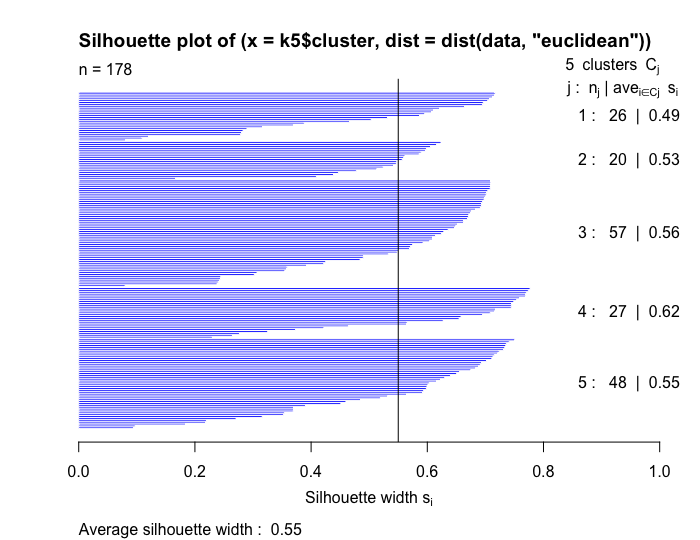 Silhouette plot of (x = k5$cluster, dist = dist(data, "euclidean"))
n = 178
5 clusters Cj
j : nj | avei∈Cj si
1 : 26 | 0.49
2 : 20 | 0.53
3 : 57 | 0.56
4 : 27 | 0.62
5 : 48 | 0.55
0.0 0.2 0.4 0.6 0.8 1.0
Silhouette width si
Average silhouette width : 0.55